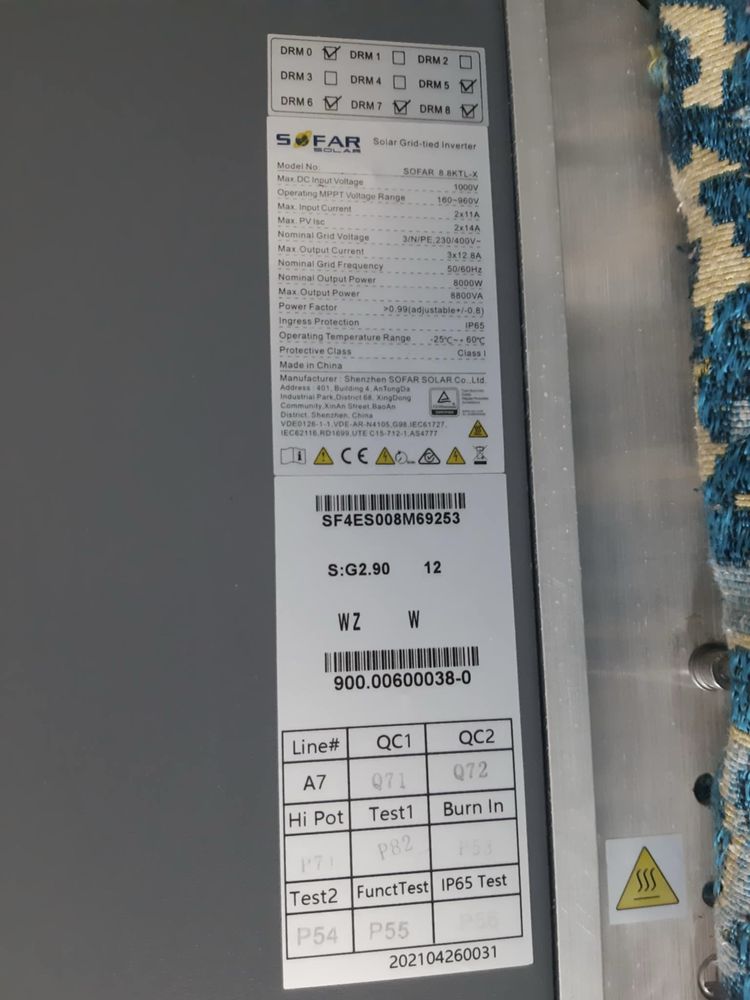 DRM 0 DRM 1 DRM 2
DRM 3 DRM 4 DRM 5
DRM 6 DRM 7 DRM 8
SOFAR
SOLAR
Solar Grid-tied Inverter
Model No: SOFAR 8.8KTL-X
Max.DC Input Voltage 1000V
Operating MPPT Voltage Range 160~960V
Max. Input Current 2x11A
Max. PV Isc 2x14A
Nominal Grid Voltage 3/N/PE,230/400V~
Max.Output Current 3x12.8A
Nominal Grid Frequency 50/60Hz
Nominal Output Power 8000W
Max.Output Power 8800VA
Power Factor >0.99(adjustable+/-0.8)
Ingress Protection IP65
Operating Temperature Range -25℃~+60℃
Protective Class Class I
Made in China
Manufacturer : Shenzhen SOFAR SOLAR Co.,Ltd.
Address : 401, Building 4, AnTongDa
Industrial Park,District 68, XingDong
Community,XinAn Street,BaoAn
District, Shenzhen, China
VDE0126-1-1,VDE-AR-N4105,G98,IEC61727,
IEC62116,RD1699,UTE C15-712-1,AS4777
CE
SF4ES008M69253
S:G2.90 12
WZ W
900.00600038-0
Line# QC1 QC2
A7 Q71 Q72
Hi Pot Test1 Burn In
P71 P82 P53
Test2 FunctTest IP65 Test
P54 P55 P56
202104260031